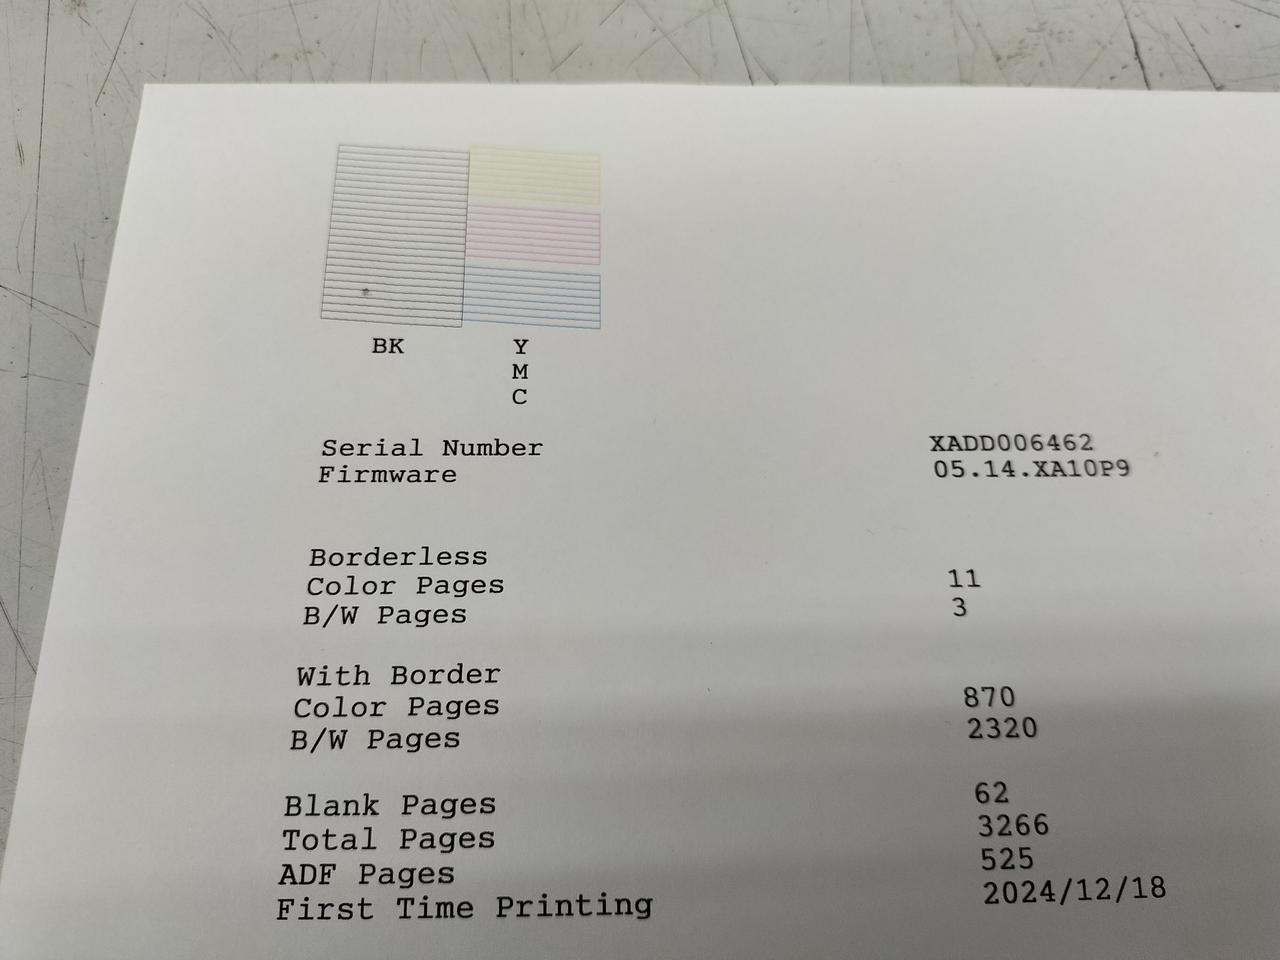 BK Y
M
C
Serial Number XADD006462
Firmware 05.14.XA10P9
Borderless
Color Pages 11
B/W Pages 3
With Border
Color Pages 870
B/W Pages 2320
Blank Pages 62
Total Pages 3266
ADF Pages 525
First Time Printing 2024/12/18